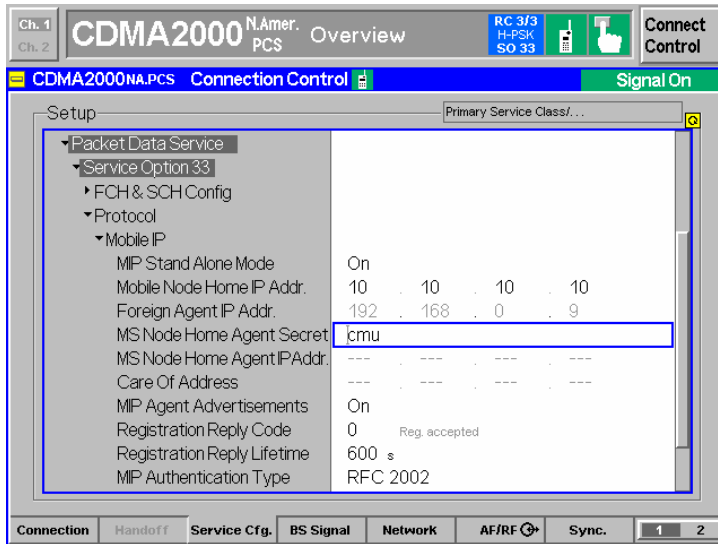 Ch. 1
Ch. 2
CDMA2000 N.Amer. PCS Overview
RC 3/3
H-PSK
SO 33
Connect Control
CDMA2000 NA.PCS Connection Control
Signal On
Setup
Primary Service Class/...
Packet Data Service
Service Option 33
FCH & SCH Config
Protocol
Mobile IP
MIP Stand Alone Mode On
Mobile Node Home IP Addr. 10 . 10 . 10 . 10
Foreign Agent IP Addr. 192 . 168 . 0 . 9
MS Node Home Agent Secret cmu
MS Node Home Agent IP Addr. --- . --- . --- . ---
Care Of Address --- . --- . --- . ---
MIP Agent Advertisements On
Registration Reply Code 0 Reg. accepted
Registration Reply Lifetime 600 s
MIP Authentication Type RFC 2002
Connection Handoff Service Cfg. BS Signal Network AF/RF Sync. 1 2